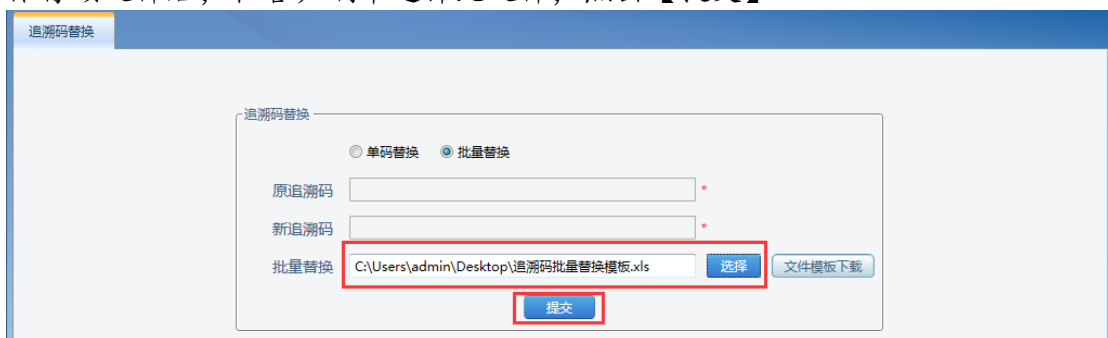 追溯码替换
追溯码替换
单码替换 批量替换
原追溯码 *
新追溯码 *
批量替换 C:\Users\admin\Desktop\追溯码批量替换模板.xls 选择 文件模板下载
提交